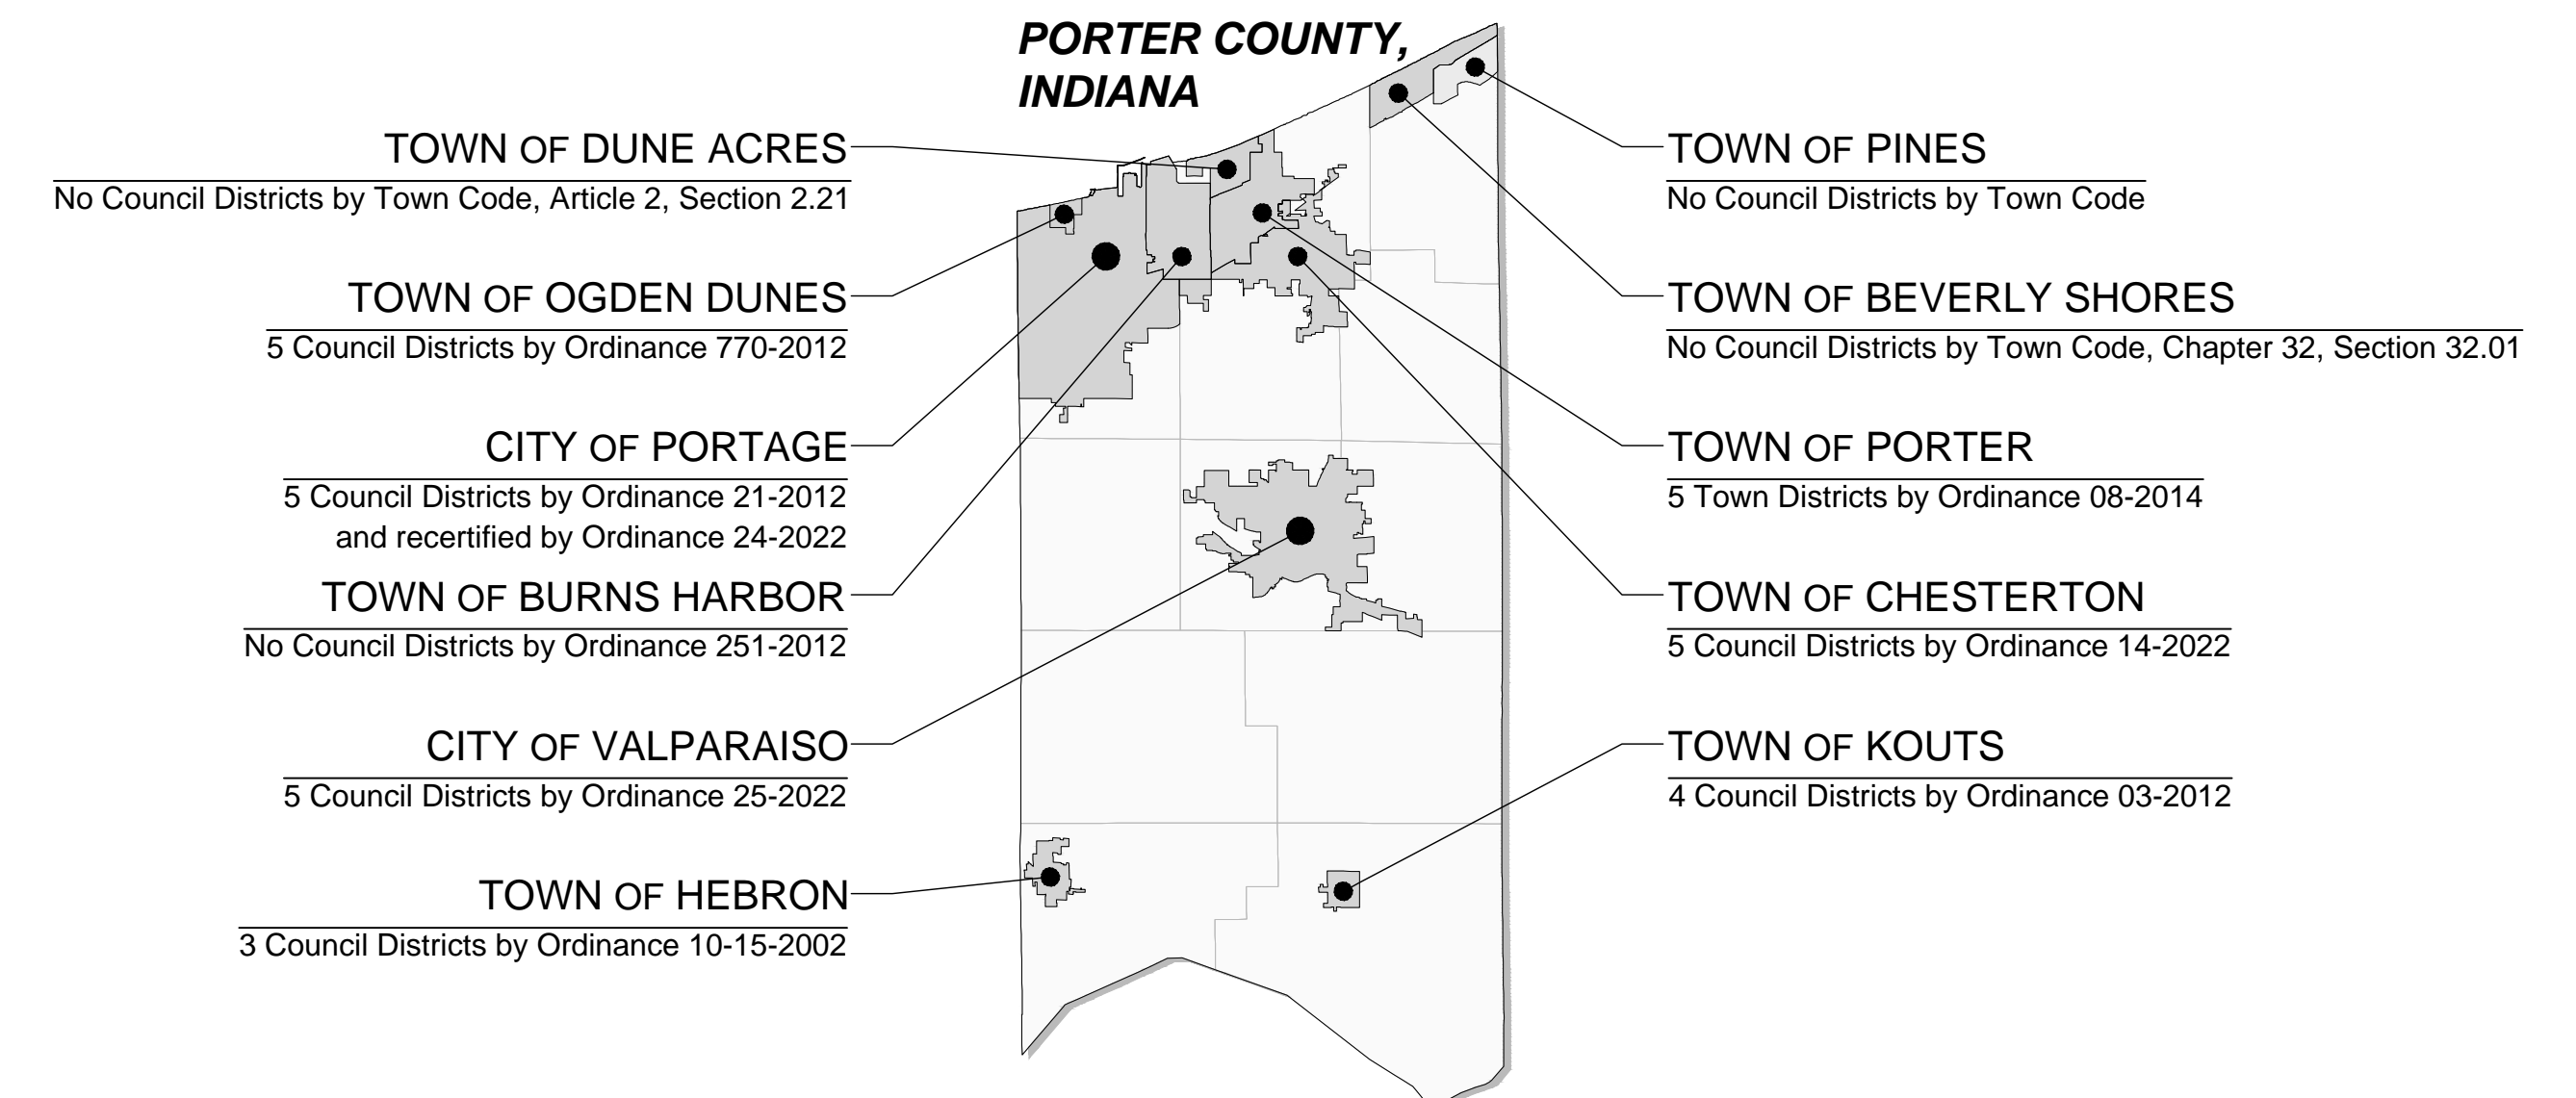 PORTER COUNTY,
INDIANA
TOWN OF DUNE ACRES
No Council Districts by Town Code, Article 2, Section 2.21
TOWN OF OGDEN DUNES
5 Council Districts by Ordinance 770-2012
CITY OF PORTAGE
5 Council Districts by Ordinance 21-2012
and recertified by Ordinance 24-2022
TOWN OF BURNS HARBOR
No Council Districts by Ordinance 251-2012
CITY OF VALPARAISO
5 Council Districts by Ordinance 25-2022
TOWN OF HEBRON
3 Council Districts by Ordinance 10-15-2002
TOWN OF PINES
No Council Districts by Town Code
TOWN OF BEVERLY SHORES
No Council Districts by Town Code, Chapter 32, Section 32.01
TOWN OF PORTER
5 Town Districts by Ordinance 08-2014
TOWN OF CHESTERTON
5 Council Districts by Ordinance 14-2022
TOWN OF KOUTS
4 Council Districts by Ordinance 03-2012